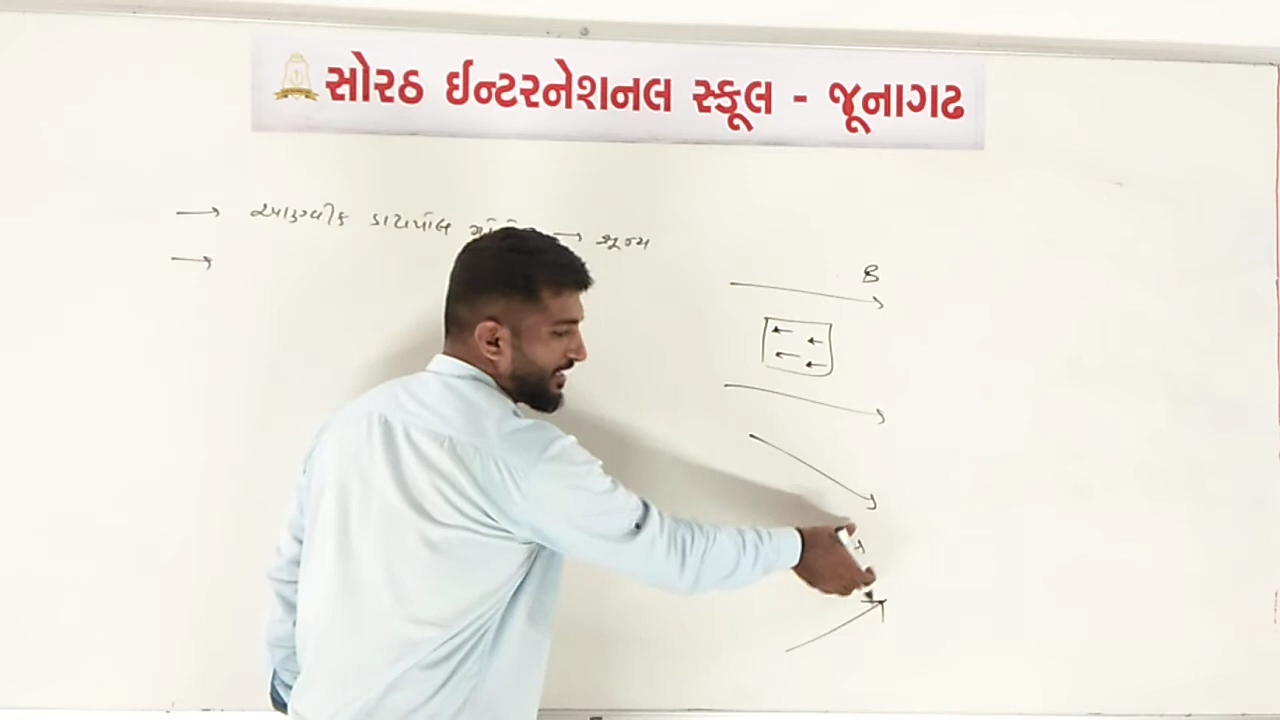 સોરઠ ઈન્ટરનેશનલ સ્કૂલ - જૂનાગઢ
ડાયપોલ → શૂન્ય
B